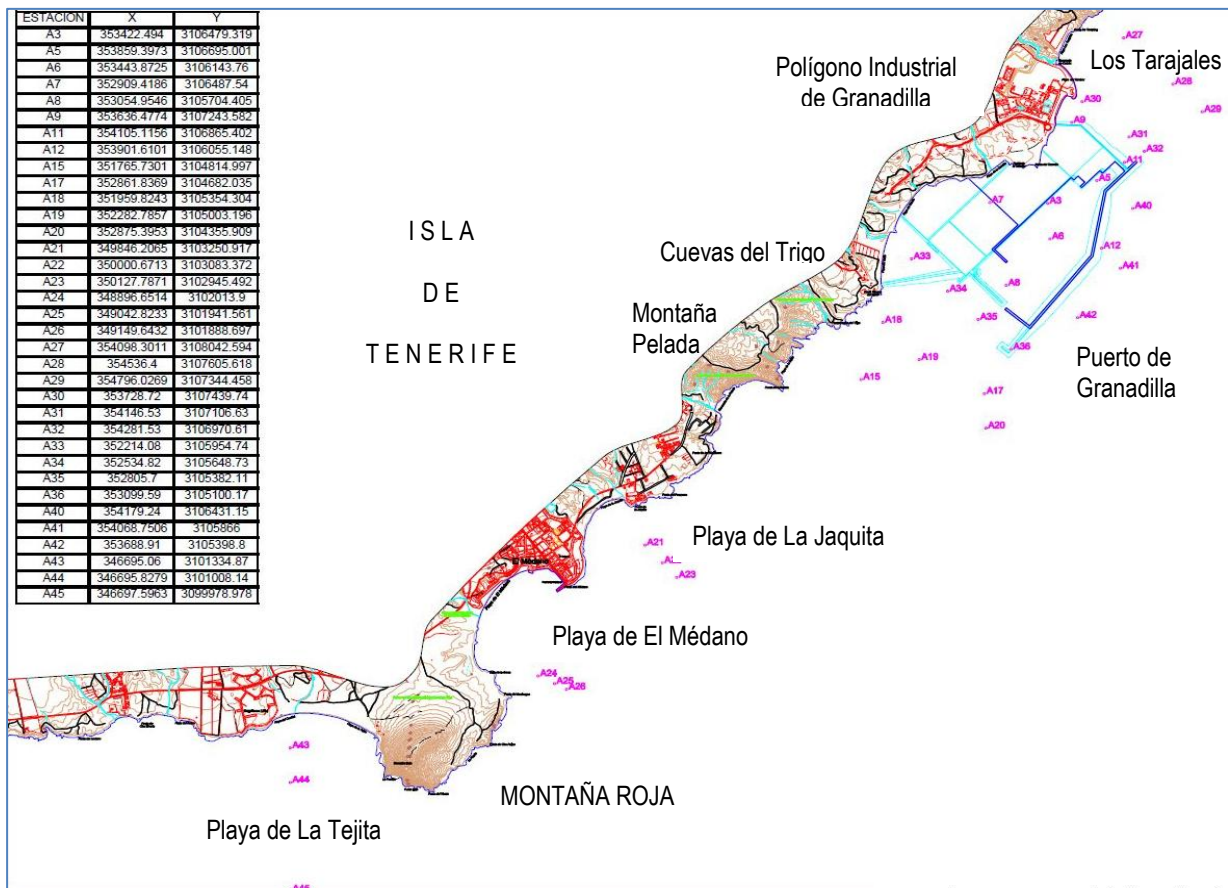 ESTACION X Y
A3 353422.494 3106479.319
A5 353859.3973 3106695.001
A6 353443.8725 3106143.76
A7 352909.4186 3106487.54
A8 353054.9546 3105704.405
A9 353636.4774 3107243.582
A11 354105.1156 3106865.402
A12 353901.6101 3106055.148
A15 351765.7301 3104814.997
A17 352861.8369 3104682.035
A18 351959.8243 3105354.304
A19 352282.7857 3105003.196
A20 352875.3953 3104355.909
A21 349846.2065 3103250.917
A22 350000.6713 3103083.372
A23 350127.7871 3102945.492
A24 348896.6514 3102013.9
A25 349042.8233 3101941.561
A26 349149.6432 3101888.697
A27 354098.3011 3108042.594
A28 354536.4 3107605.618
A29 354796.0269 3107344.458
A30 353728.72 3107439.74
A31 354146.53 3107106.63
A32 354281.53 3106970.61
A33 352214.08 3105954.74
A34 352534.82 3105648.73
A35 352805.7 3105382.11
A36 353099.59 3105100.17
A40 354179.24 3106431.15
A41 354068.7506 3105866
A42 353688.91 3105398.8
A43 346695.06 3101334.87
A44 346695.8279 3101008.14
A45 346697.5963 3099978.978
A27
Los Tarajales
Polígono Industrial
de Granadilla
A28
A30
A29
A9
A31
A32
A11
A5
A7
A3
A40
ISLA
DE
TENERIFE
A6
A12
Cuevas del Trigo
A33
A41
A8
A34
Montaña
Pelada
A18
A35
A42
A36
A19
Puerto de
Granadilla
A15
A17
A20
A21
Playa de La Jaquita
A23
El Médano
Playa de El Médano
A24
A25
A26
A43
A44
MONTAÑA ROJA
Playa de La Tejita
A45